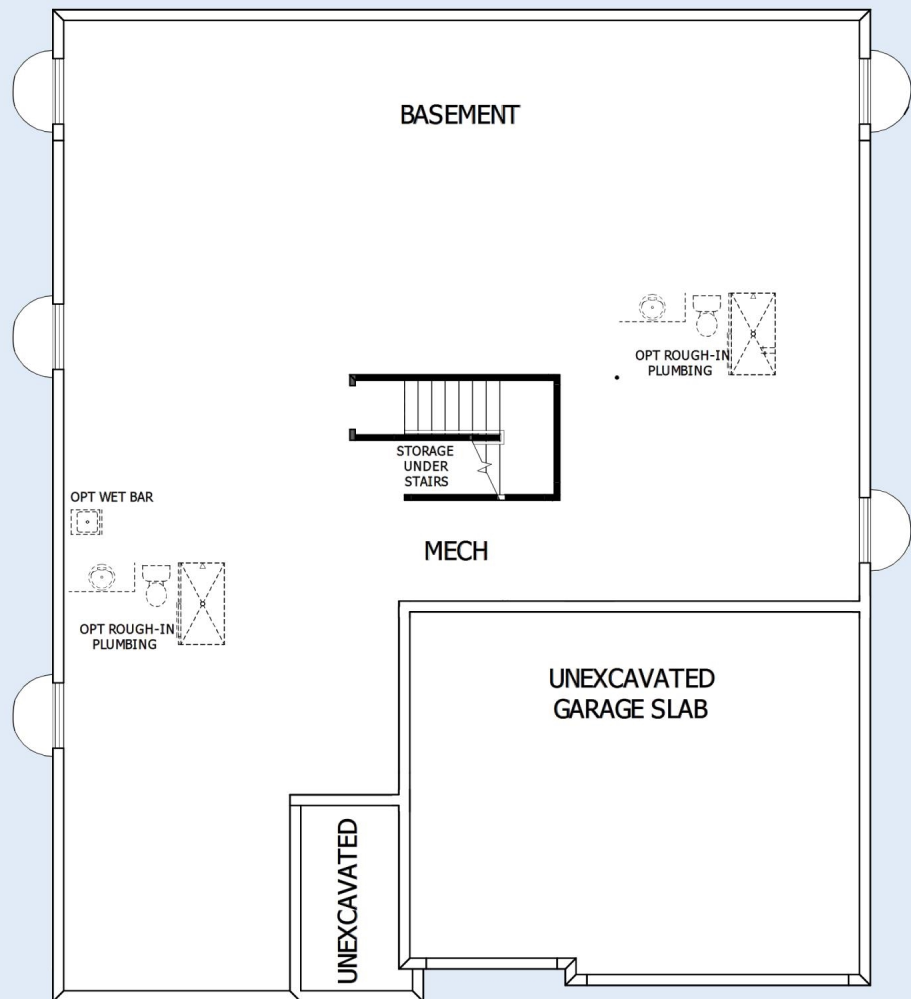 BASEMENT
OPT ROUGH-IN
PLUMBING
STORAGE
UNDER
STAIRS
OPT WET BAR
MECH
OPT ROUGH-IN
PLUMBING
UNEXCAVATED
GARAGE SLAB
UNEXCAVATED